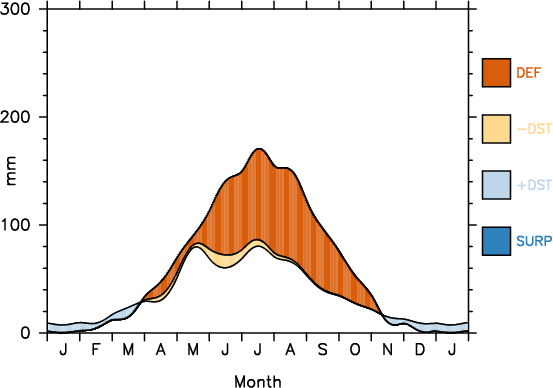 300
200
100
0
mm
J F M A M J J A S O N D J
Month
DEF
-DST
+DST
SURP